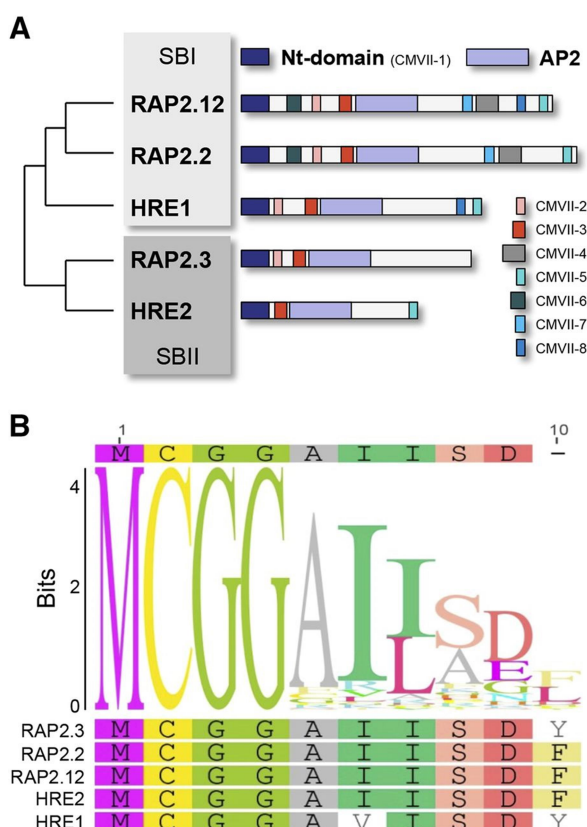 A
SBI
Nt-domain (CMVII-1)
AP2
RAP2.12
RAP2.2
HRE1
RAP2.3
HRE2
SBII
CMVII-2
CMVII-3
CMVII-4
CMVII-5
CMVII-6
CMVII-7
CMVII-8
B
1 10
M C G G A I I S D –
Bits
4
2
0
M C G G A I I L S A D E F L
RAP2.3 M C G G A I I S D Y
RAP2.2 M C G G A I I S D F
RAP2.12 M C G G A I I S D F
HRE2 M C G G A I I S D F
HRE1 M C G G A V I S D Y